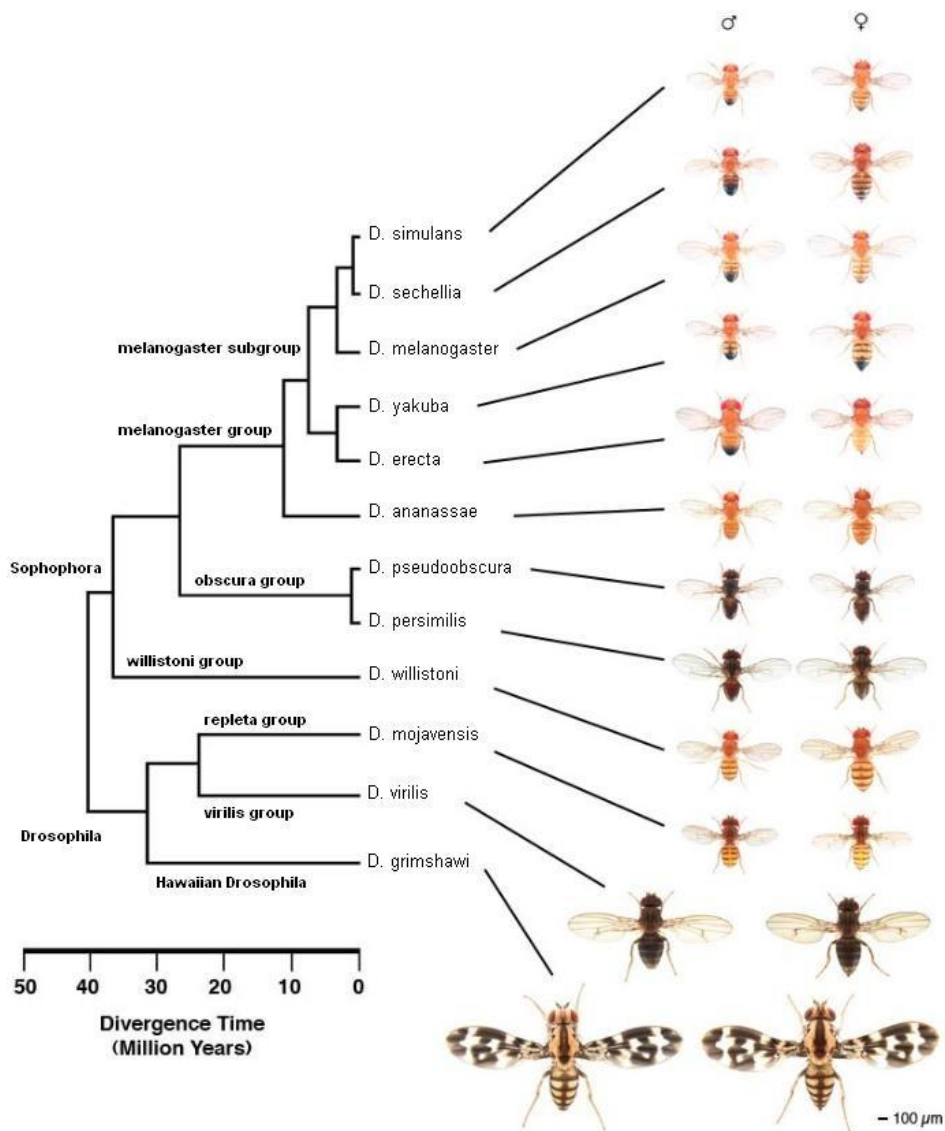 ♂ ♀
D. simulans
D. sechellia
melanogaster subgroup
D. melanogaster
D. yakuba
melanogaster group
D. erecta
D. ananassae
Sophophora
D. pseudoobscura
obscura group
D. persimilis
willistoni group
D. willistoni
repleta group
D. mojavensis
D. virilis
virilis group
Drosophila
D. grimshawi
Hawaiian Drosophila
50 40 30 20 10 0
Divergence Time
(Million Years)
100 µm